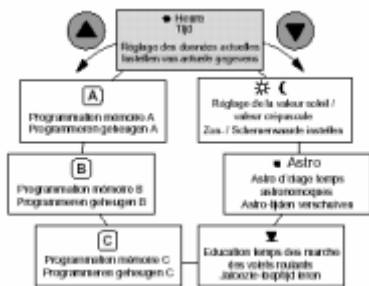 Heure
Tijd
Réglage des données actuelles
Instellen van actuele gegevens
A
Programmation mémoire A
Programmeren geheugen A
Réglage de la valeur soleil /
valeur crépuscule
Zon- / Schemerwaarde instellen
B
Programmation mémoire B
Programmeren geheugen B
Astro
temps
astronomiques
Astro-tijden verschuiven
C
Programmation mémoire C
Programmeren geheugen C
Education temps des marche
des volets roulants
Jaloezie-looptijd leren